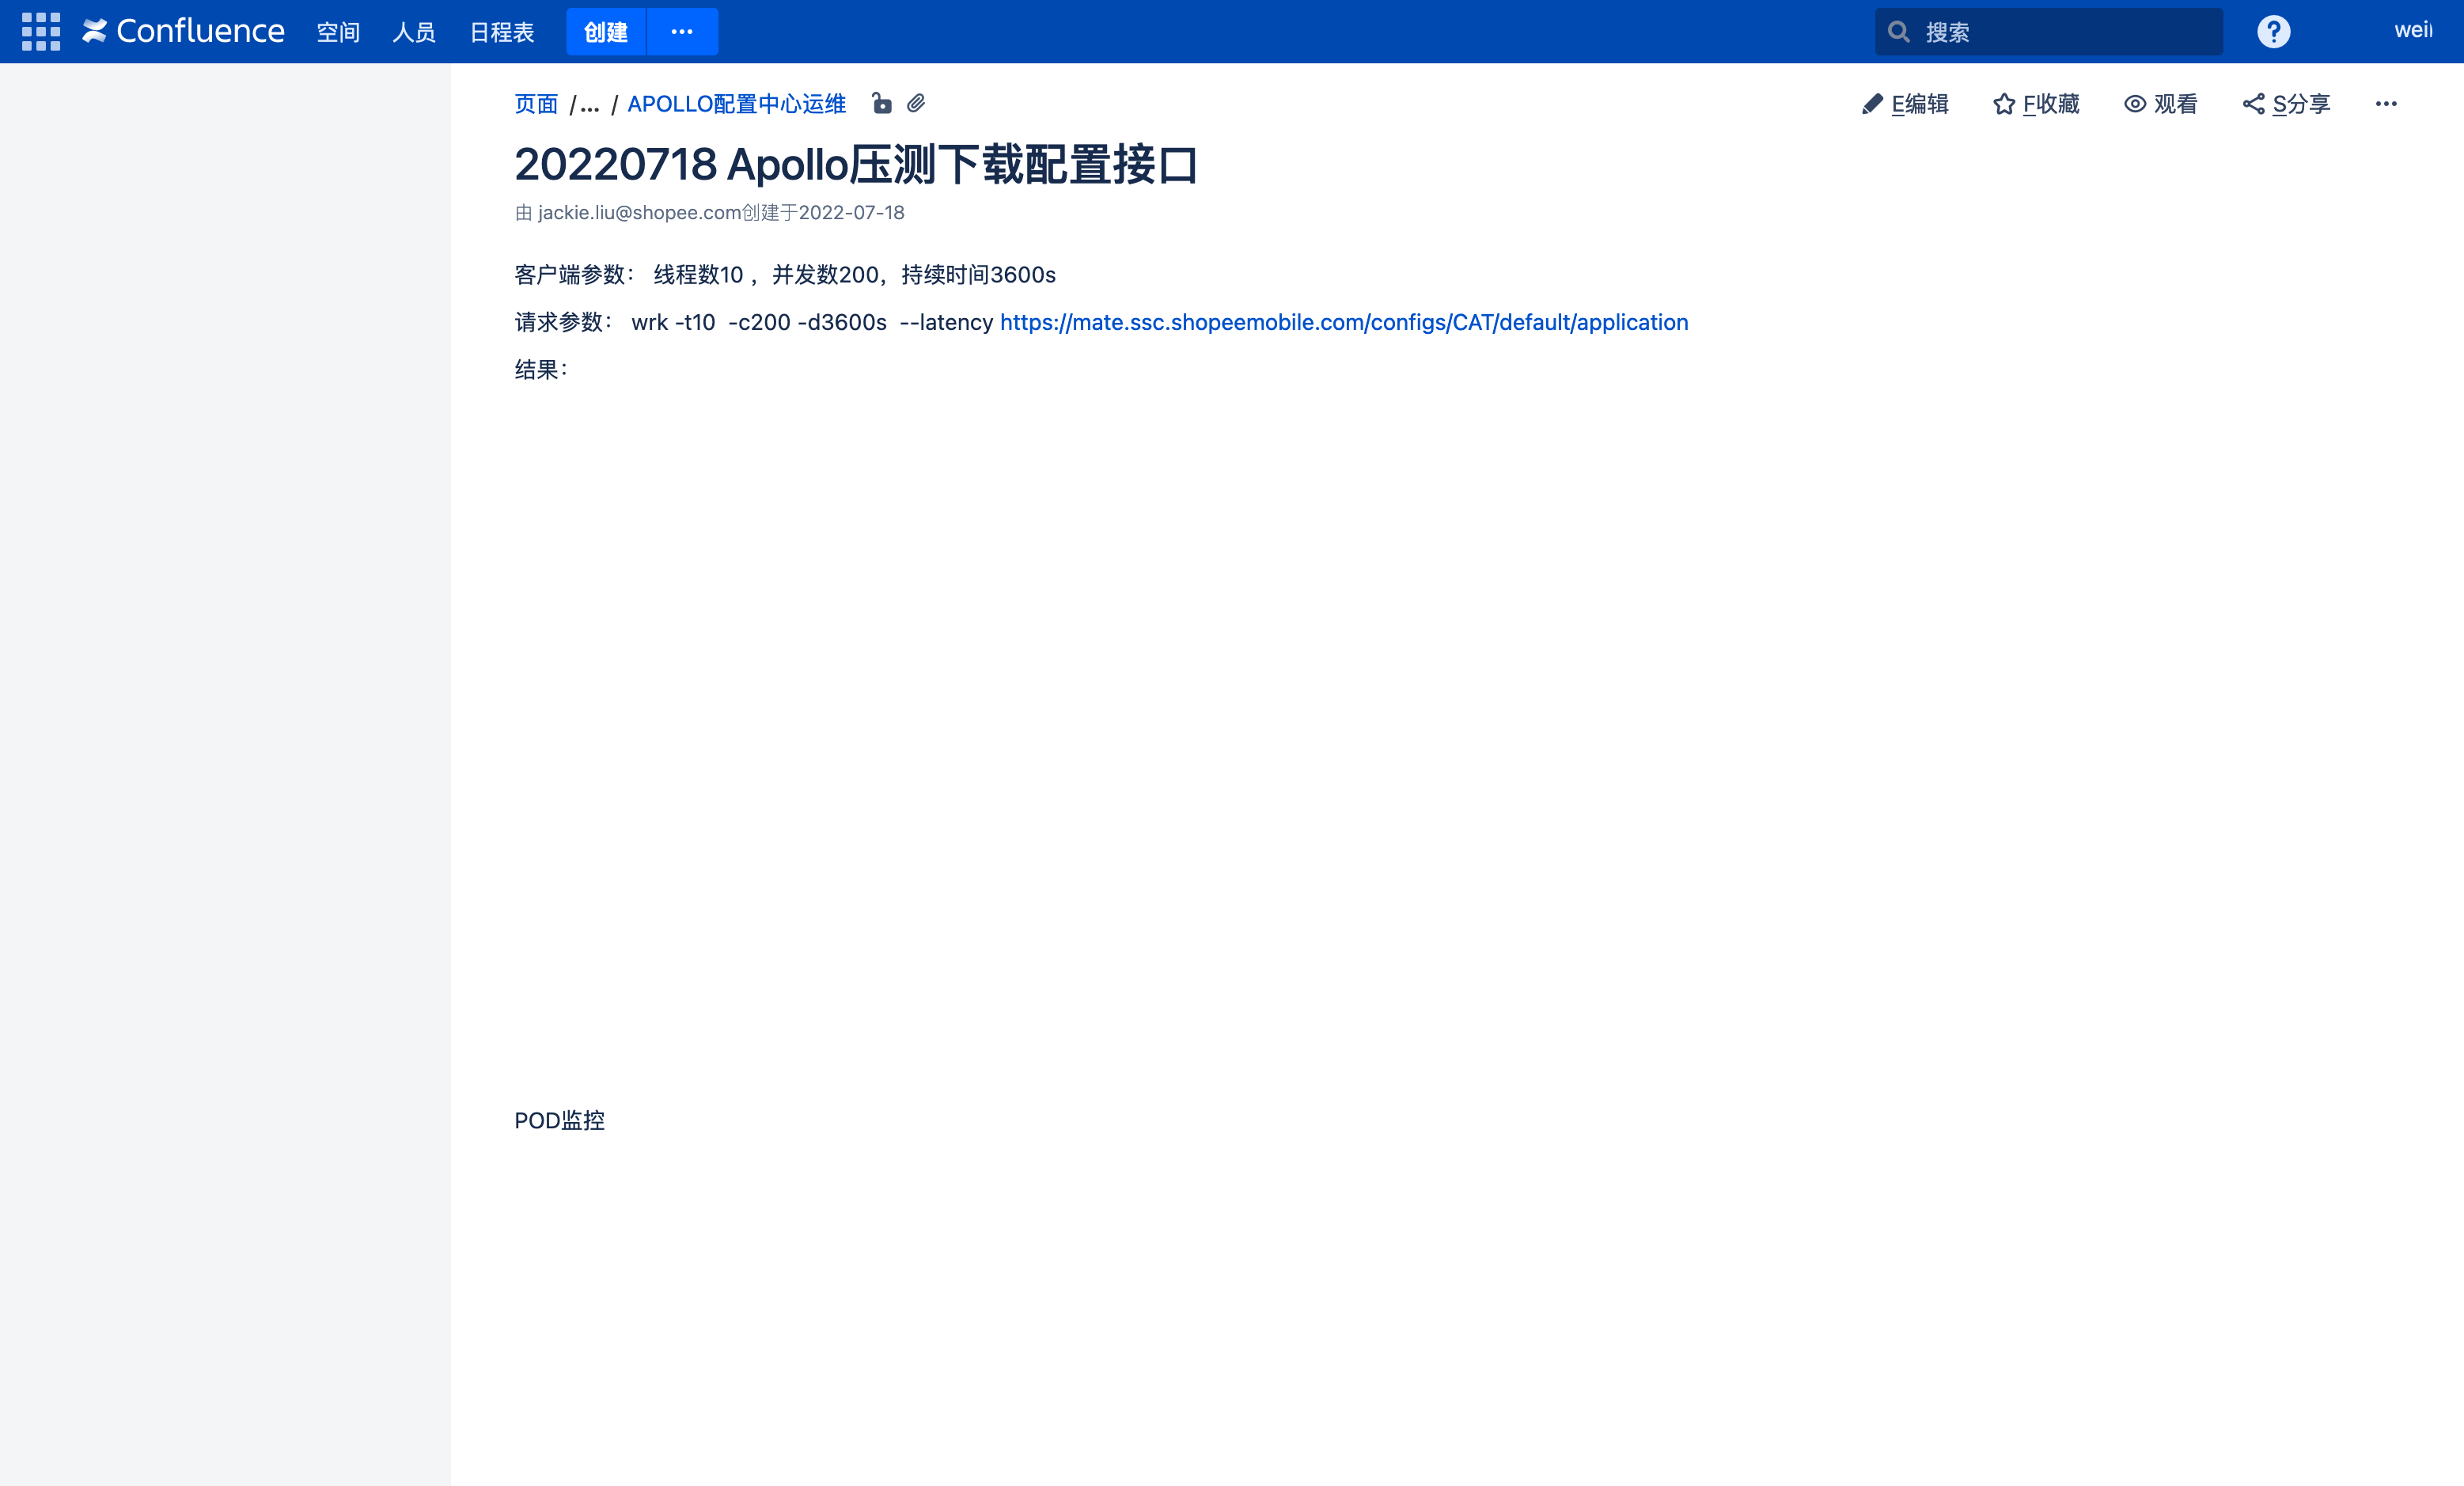 Confluence 空间 人员 日程表 创建 ··· 搜索 ? wei
页面 /... / APOLLO配置中心运维 E编辑 F收藏 观看 S分享 ···
20220718 Apollo压测下载配置接口
由 jackie.liu@shopee.com创建于2022-07-18
客户端参数： 线程数10 ，并发数200，持续时间3600s
请求参数： wrk -t10 -c200 -d3600s --latency https://mate.ssc.shopeemobile.com/configs/CAT/default/application
结果：
POD监控